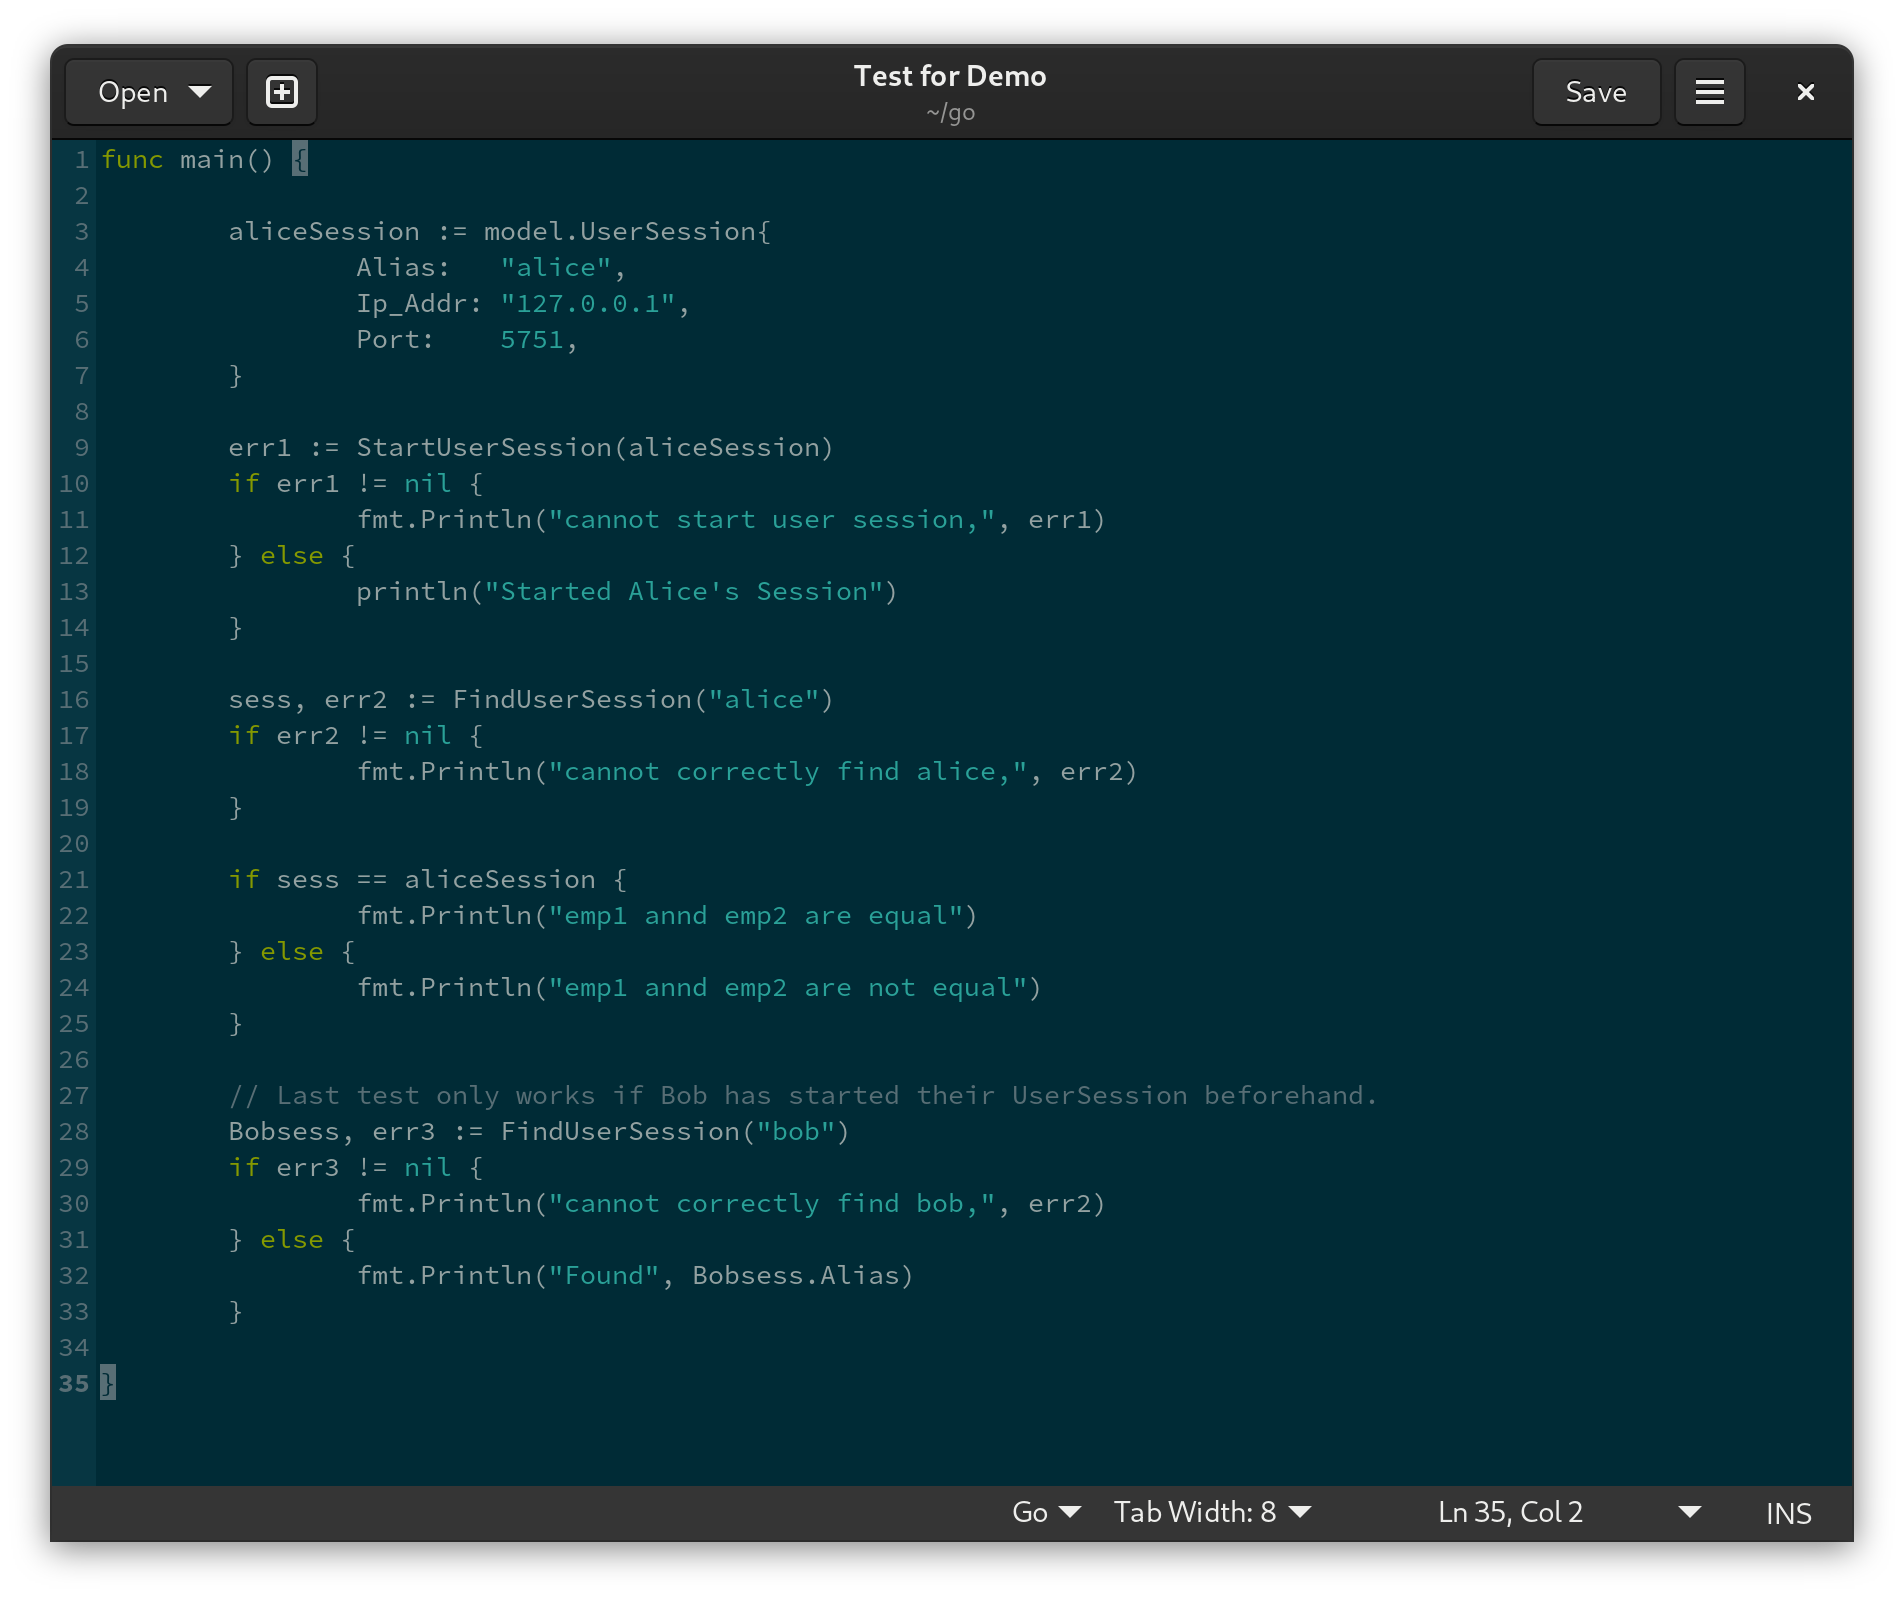 Open
Test for Demo
~/go
Save
1 func main() {
2
3 aliceSession := model.UserSession{
4 Alias:   "alice",
5 Ip_Addr: "127.0.0.1",
6 Port:    5751,
7 }
8
9 err1 := StartUserSession(aliceSession)
10 if err1 != nil {
11 fmt.Println("cannot start user session,", err1)
12 } else {
13 println("Started Alice's Session")
14 }
15
16 sess, err2 := FindUserSession("alice")
17 if err2 != nil {
18 fmt.Println("cannot correctly find alice,", err2)
19 }
20
21 if sess == aliceSession {
22 fmt.Println("emp1 annd emp2 are equal")
23 } else {
24 fmt.Println("emp1 annd emp2 are not equal")
25 }
26
27 // Last test only works if Bob has started their UserSession beforehand.
28 Bobsess, err3 := FindUserSession("bob")
29 if err3 != nil {
30 fmt.Println("cannot correctly find bob,", err2)
31 } else {
32 fmt.Println("Found", Bobsess.Alias)
33 }
34
35 }
Go Tab Width: 8 Ln 35, Col 2 INS